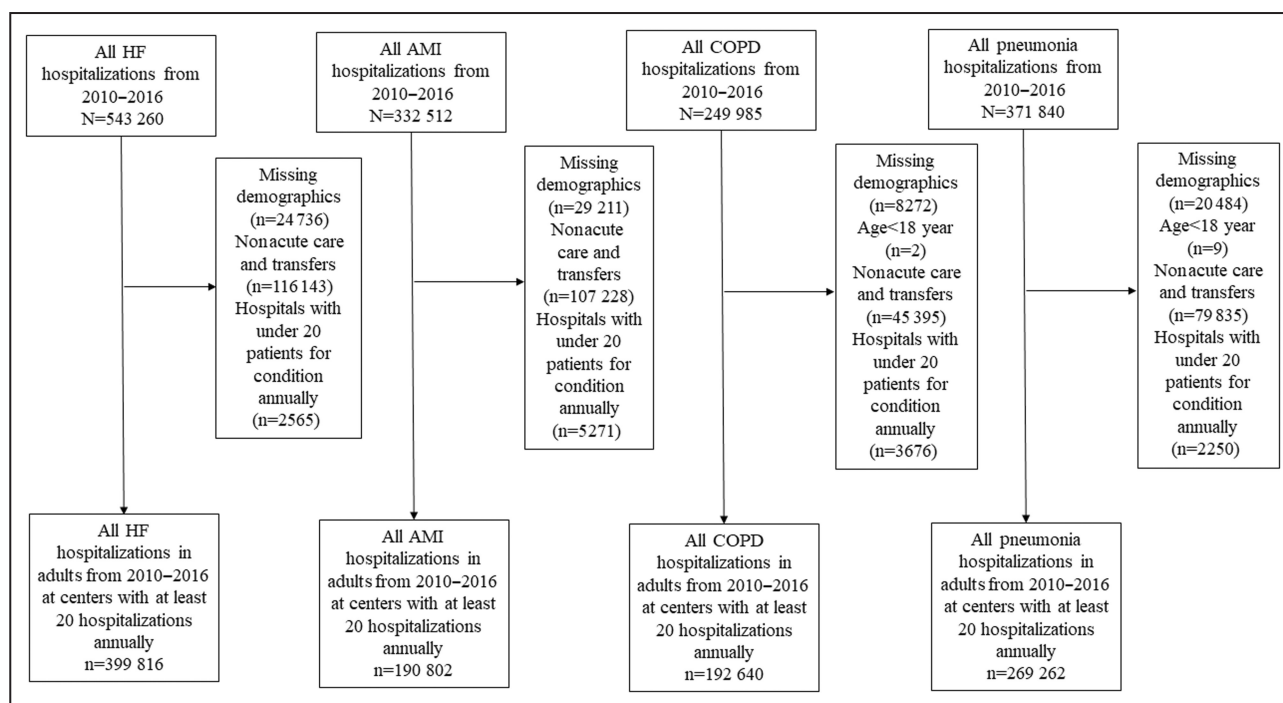 All HF
hospitalizations from
2010–2016
N=543 260
All AMI
hospitalizations from
2010–2016
N=332 512
All COPD
hospitalizations from
2010–2016
N=249 985
All pneumonia
hospitalizations from
2010–2016
N=371 840
Missing
demographics
(n=24 736)
Nonacute care
and transfers
(n=116 143)
Hospitals with
under 20
patients for
condition
annually
(n=2565)
Missing
demographics
(n=29 211)
Nonacute
care and
transfers
(n=107 228)
Hospitals with
under 20
patients for
condition
annually
(n=5271)
Missing
demographics
(n=8272)
Age<18 year
(n=2)
Nonacute care
and transfers
(n=45 395)
Hospitals with
under 20
patients for
condition
annually
(n=3676)
Missing
demographics
(n=20 484)
Age<18 year
(n=9)
Nonacute care
and transfers
(n=79 835)
Hospitals with
under 20
patients for
condition
annually
(n=2250)
All HF
hospitalizations in
adults from 2010–2016
at centers with at least
20 hospitalizations
annually
n=399 816
All AMI
hospitalizations in
adults from 2010–2016
at centers with at least
20 hospitalizations
annually
n=190 802
All COPD
hospitalizations in
adults from 2010–2016
at centers with at least
20 hospitalizations
annually
n=192 640
All pneumonia
hospitalizations in
adults from 2010–2016
at centers with at least
20 hospitalizations
annually
n=269 262